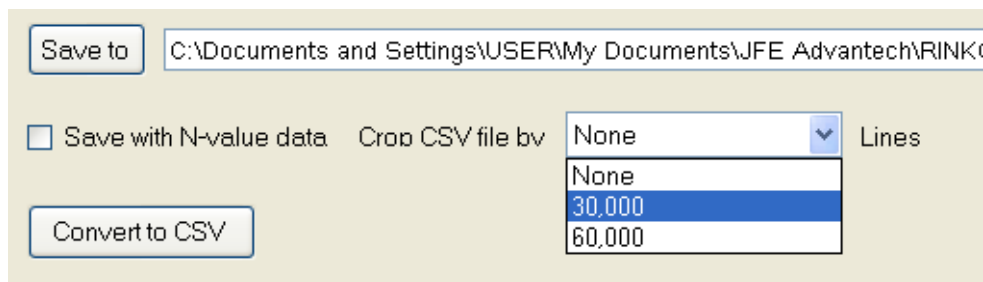 Save to C:\Documents and Settings\USER\My Documents\JFE Advantech\RINKO
Save with N-value data Crop CSV file by None Lines
None
30,000
Convert to CSV
60,000